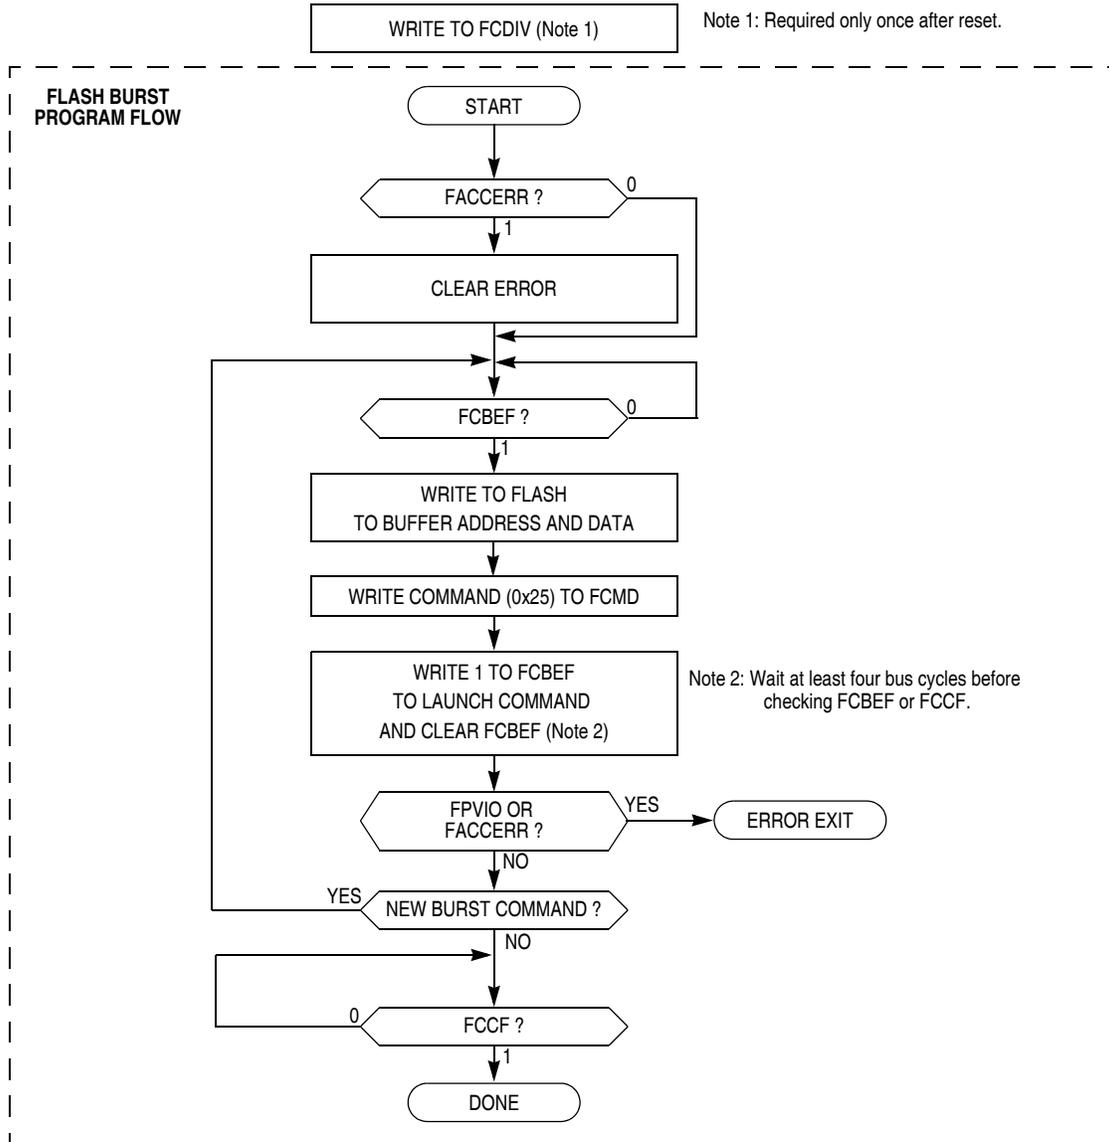 WRITE TO FCDIV (Note 1)
Note 1: Required only once after reset.
FLASH BURST
PROGRAM FLOW
START
FACCERR ?
0
1
CLEAR ERROR
FCBEF ?
0
1
WRITE TO FLASH
TO BUFFER ADDRESS AND DATA
WRITE COMMAND (0x25) TO FCMD
WRITE 1 TO FCBEF
TO LAUNCH COMMAND
AND CLEAR FCBEF (Note 2)
Note 2: Wait at least four bus cycles before
checking FCBEF or FCCF.
FPVIO OR
FACCERR ?
YES
ERROR EXIT
NO
YES
NEW BURST COMMAND ?
NO
0
FCCF ?
1
DONE